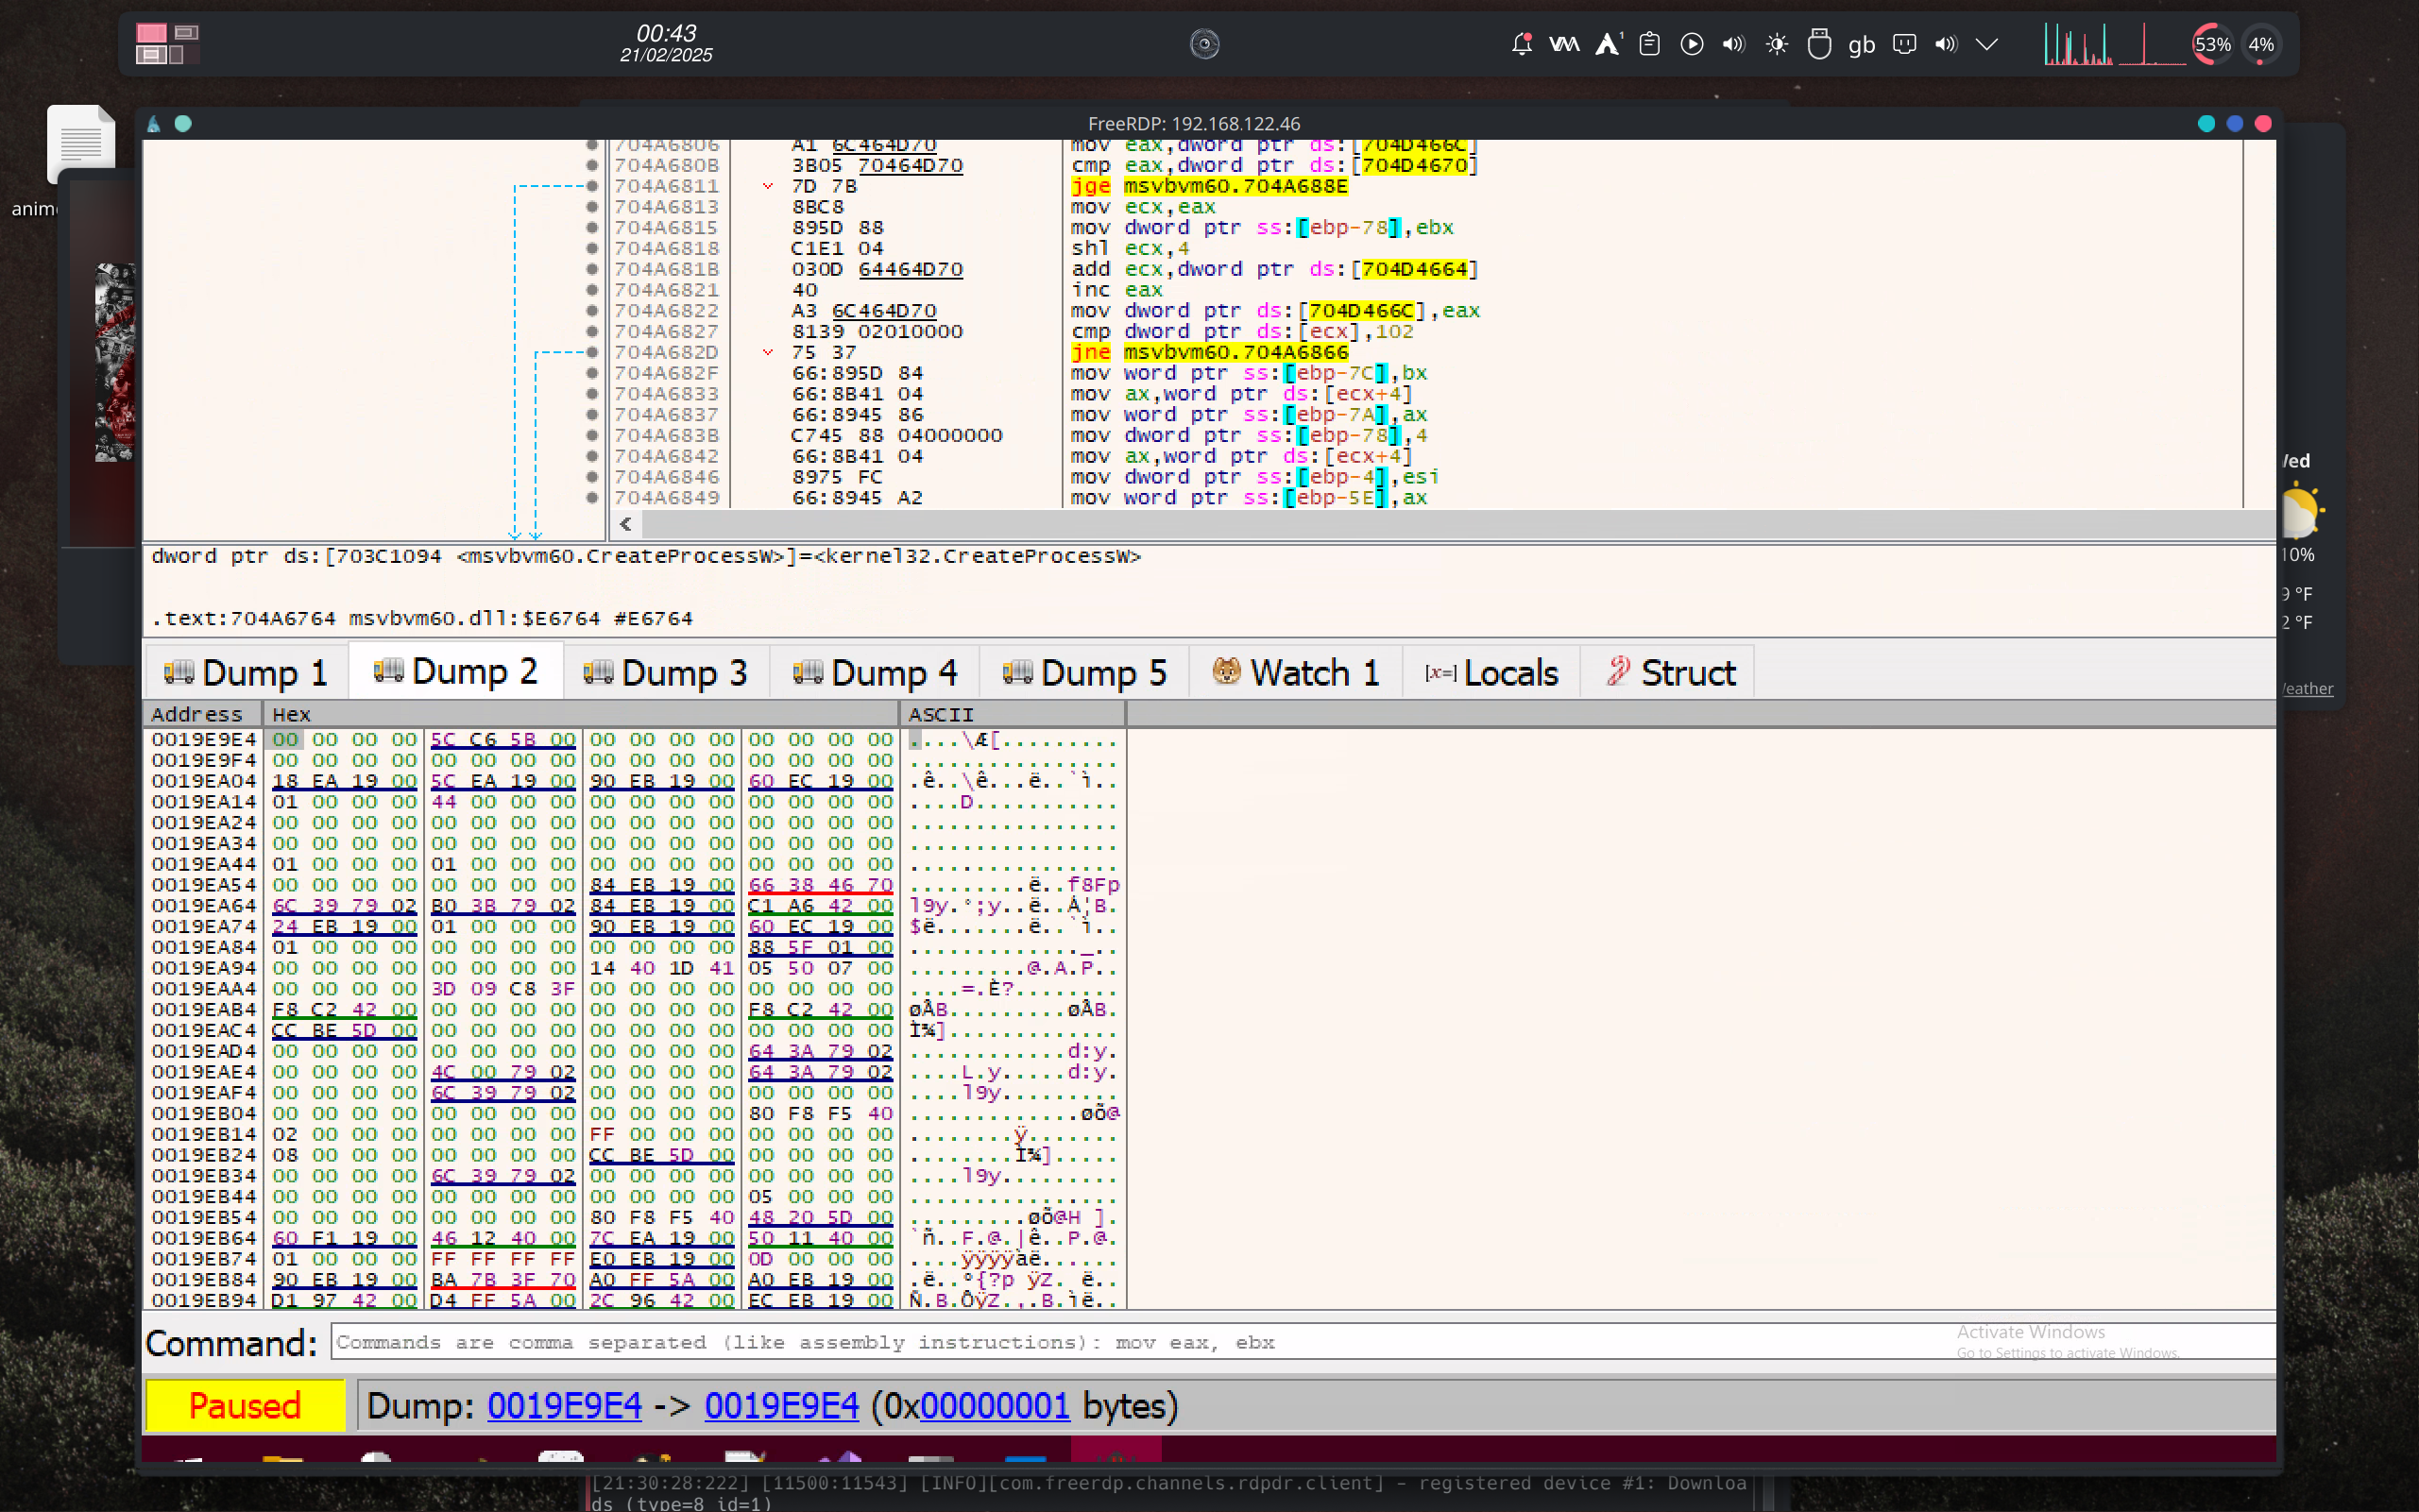 00:43
21/02/2025
gb
53%
4%
anim
FreeRDP: 192.168.122.46
704A6806 A1 6C464D70 mov eax,dword ptr ds:[704D466C]
704A680B 3B05 70464D70 cmp eax,dword ptr ds:[704D4670]
704A6811 7D 7B jge msvbvm60.704A688E
704A6813 8BC8 mov ecx,eax
704A6815 895D 88 mov dword ptr ss:[ebp-78],ebx
704A6818 C1E1 04 shl ecx,4
704A681B 030D 64464D70 add ecx,dword ptr ds:[704D4664]
704A6821 40 inc eax
704A6822 A3 6C464D70 mov dword ptr ds:[704D466C],eax
704A6827 8139 02010000 cmp dword ptr ds:[ecx],102
704A682D 75 37 jne msvbvm60.704A6866
704A682F 66:895D 84 mov word ptr ss:[ebp-7C],bx
704A6833 66:8B41 04 mov ax,word ptr ds:[ecx+4]
704A6837 66:8945 86 mov word ptr ss:[ebp-7A],ax
704A683B C745 88 04000000 mov dword ptr ss:[ebp-78],4
704A6842 66:8B41 04 mov ax,word ptr ds:[ecx+4]
704A6846 8975 FC mov dword ptr ss:[ebp-4],esi
704A6849 66:8945 A2 mov word ptr ss:[ebp-5E],ax
dword ptr ds:[703C1094 <msvbvm60.CreateProcessW>]=<kernel32.CreateProcessW>
.text:704A6764 msvbvm60.dll:$E6764 #E6764
Dump 1 Dump 2 Dump 3 Dump 4 Dump 5 Watch 1 [x=] Locals Struct
Address Hex ASCII
0019E9E4 00 00 00 00 5C C6 5B 00 00 00 00 00 00 00 00 00 ....\Æ[.........
0019E9F4 00 00 00 00 00 00 00 00 00 00 00 00 00 00 00 00 ................
0019EA04 18 EA 19 00 5C EA 19 00 90 EB 19 00 60 EC 19 00 .ê..\ê...ë..`ì..
0019EA14 01 00 00 00 44 00 00 00 00 00 00 00 00 00 00 00 ....D...........
0019EA24 00 00 00 00 00 00 00 00 00 00 00 00 00 00 00 00 ................
0019EA34 00 00 00 00 00 00 00 00 00 00 00 00 00 00 00 00 ................
0019EA44 01 00 00 00 01 00 00 00 00 00 00 00 00 00 00 00 ................
0019EA54 00 00 00 00 00 00 00 00 84 EB 19 00 66 38 46 70 .........ë..f8Fp
0019EA64 6C 39 79 02 B0 3B 79 02 84 EB 19 00 C1 A6 42 00 l9y.°;y..ë..Á¦B.
0019EA74 24 EB 19 00 01 00 00 00 90 EB 19 00 60 EC 19 00 $ë.......ë..`ì..
0019EA84 01 00 00 00 00 00 00 00 00 00 00 00 88 5F 01 00 ............._..
0019EA94 00 00 00 00 00 00 00 00 14 40 1D 41 05 50 07 00 .........@.A.P..
0019EAA4 00 00 00 00 3D 09 C8 3F 00 00 00 00 00 00 00 00 ....=.È?........
0019EAB4 F8 C2 42 00 00 00 00 00 00 00 00 00 F8 C2 42 00 øÂB.........øÂB.
0019EAC4 CC BE 5D 00 00 00 00 00 00 00 00 00 00 00 00 00 Ì¾].............
0019EAD4 00 00 00 00 00 00 00 00 00 00 00 00 64 3A 79 02 ............d:y.
0019EAE4 00 00 00 00 4C 00 79 02 00 00 00 00 64 3A 79 02 ....L.y.....d:y.
0019EAF4 00 00 00 00 6C 39 79 02 00 00 00 00 00 00 00 00 ....l9y.........
0019EB04 00 00 00 00 00 00 00 00 00 00 00 00 80 F8 F5 40 .............øõ@
0019EB14 02 00 00 00 00 00 00 00 FF 00 00 00 00 00 00 00 ........ÿ.......
0019EB24 08 00 00 00 00 00 00 00 CC BE 5D 00 00 00 00 00 ........Ì¾].....
0019EB34 00 00 00 00 6C 39 79 02 00 00 00 00 00 00 00 00 ....l9y.........
0019EB44 00 00 00 00 00 00 00 00 00 00 00 00 05 00 00 00 ................
0019EB54 00 00 00 00 00 00 00 00 80 F8 F5 40 48 20 5D 00 .........øõ@H ].
0019EB64 60 F1 19 00 46 12 40 00 7C EA 19 00 50 11 40 00 `ñ..F.@.|ê..P.@.
0019EB74 01 00 00 00 FF FF FF FF E0 EB 19 00 0D 00 00 00 ....ÿÿÿÿàë......
0019EB84 90 EB 19 00 BA 7B 3F 70 A0 FF 5A 00 A0 EB 19 00 .ë..º{?p ÿZ. ë..
0019EB94 D1 97 42 00 D4 FF 5A 00 2C 96 42 00 EC EB 19 00 Ñ.B.ÔÿZ.,.B.ìë..
Command: Commands are comma separated (like assembly instructions): mov eax, ebx
Activate Windows
Go to Settings to activate Windows.
Paused Dump: 0019E9E4 -> 0019E9E4 (0x00000001 bytes)
[21:30:28:222] [11500:11543] [INFO][com.freerdp.channels.rdpdr.client] - registered device #1: Downloa
ds (type=8 id=1)
10%
9 °F
2 °F